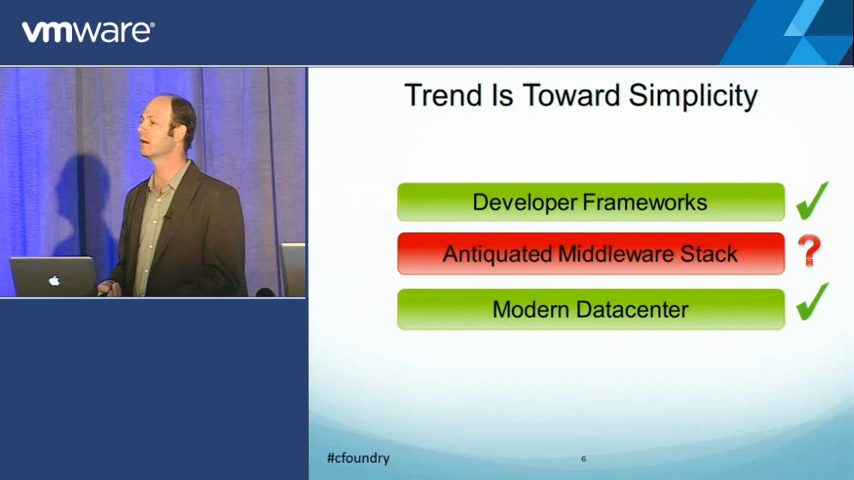 vmware®
Trend Is Toward Simplicity
Developer Frameworks
Antiquated Middleware Stack
?
Modern Datacenter
#cfoundry
6